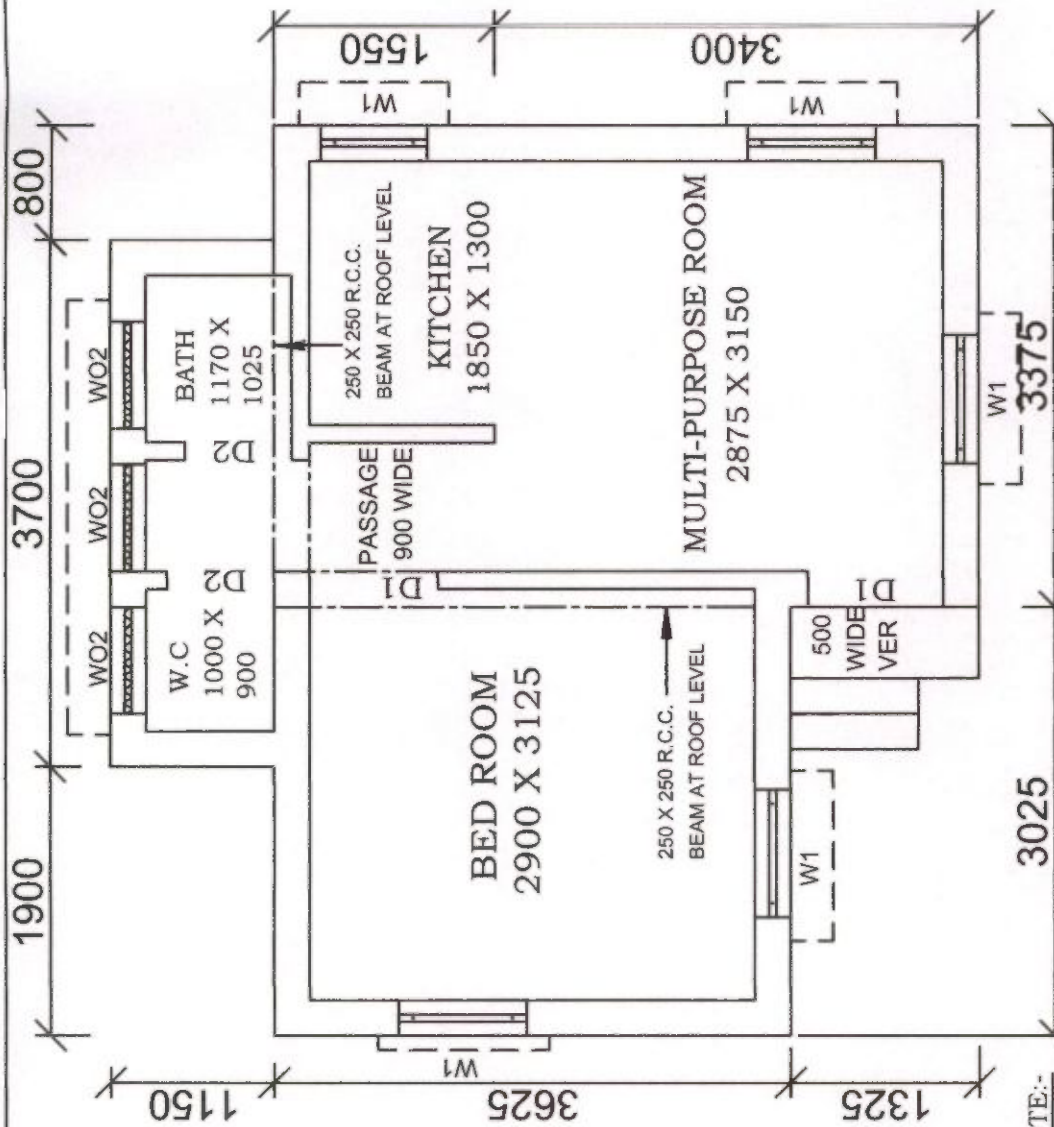 800
3700
1900
1550
3400
1150
3625
1325
3375
3025
WO2
WO2
WO2
BATH
1170 X
1025
D2
D2
W.C
1000 X
900
W1
W1
250 X 250 R.C.C.
BEAM AT ROOF LEVEL
KITCHEN
1850 X 1300
PASSAGE
900 WIDE
D1
MULTI-PURPOSE ROOM
2875 X 3150
BED ROOM
2900 X 3125
250 X 250 R.C.C.
BEAM AT ROOF LEVEL
D1
500
WIDE
VER
W1
W1
W1
TE:-